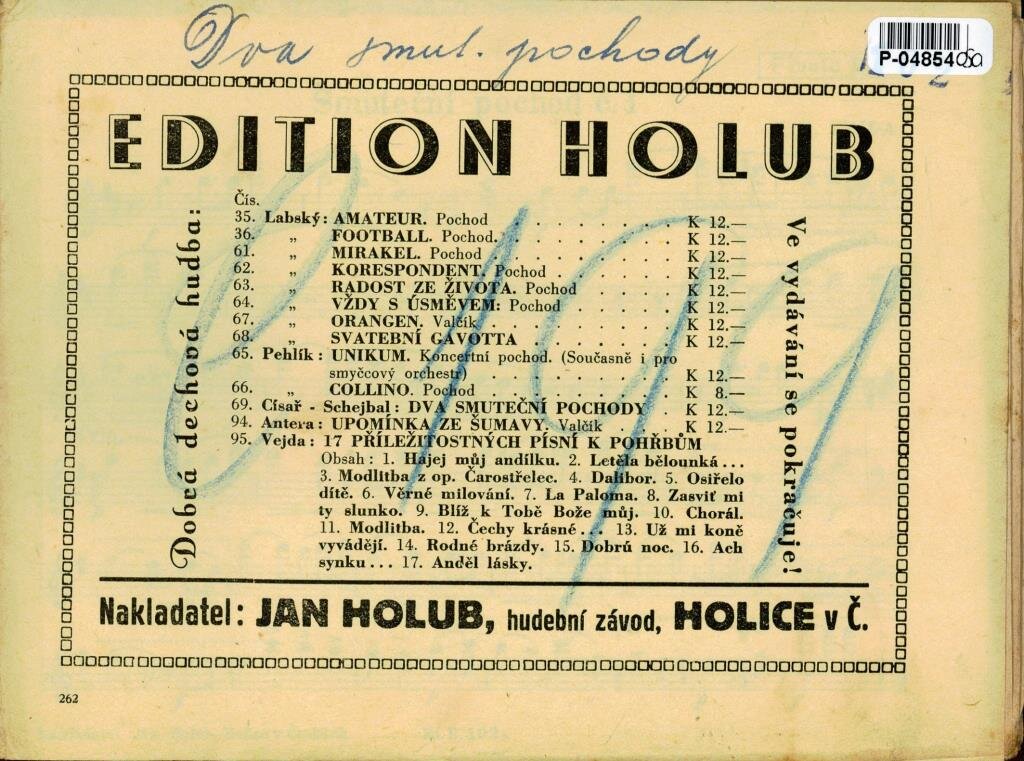 Dva smut. pochody
P-04854
EDITION HOLUB
Dobrá dechová hudba:
Čís.
35. Labský: AMATEUR. Pochod . . . . . . . . K 12.—
36. „ FOOTBALL. Pochod. . . . . . . . K 12.—
61. „ MIRAKEL. Pochod . . . . . . . . K 12.—
62. „ KORESPONDENT. Pochod . . . . . K 12.—
63. „ RADOST ZE ŽIVOTA. Pochod . . . . K 12.—
64. „ VŽDY S ÚSMĚVEM: Pochod . . . . K 12.—
67. „ ORANGEN. Valčík . . . . . . . . K 12.—
68. „ SVATEBNÍ GAVOTTA . . . . . . . K 12.—
65. Pehlík: UNIKUM. Koncertní pochod. (Současně i pro
smyčcový orchestr) . . . . . . . . K 12.—
66. „ COLLINO. Pochod . . . . . . . . K 8.—
69. Císař - Schejbal: DVA SMUTEČNÍ POCHODY . K 12.—
94. Antera: UPOMÍNKA ZE ŠUMAVY. Valčík . . . K 12.—
95. Vejda: 17 PŘÍLEŽITOSTNÝCH PÍSNÍ K POHŘBŮM
Obsah: 1. Hajej můj andílku. 2. Letěla bělounká...
3. Modlitba z op. Čarostřelec. 4. Dalibor. 5. Osiřelo
dítě. 6. Věrné milování. 7. La Paloma. 8. Zasviť mi
ty slunko. 9. Blíž k Tobě Bože můj. 10. Chorál.
11. Modlitba. 12. Čechy krásné... 13. Už mi koně
vyvádějí. 14. Rodné brázdy. 15. Dobrú noc. 16. Ach
synku... 17. Anděl lásky.
Ve vydávání se pokračuje!
Nakladatel: JAN HOLUB, hudební závod, HOLICE v Č.
262